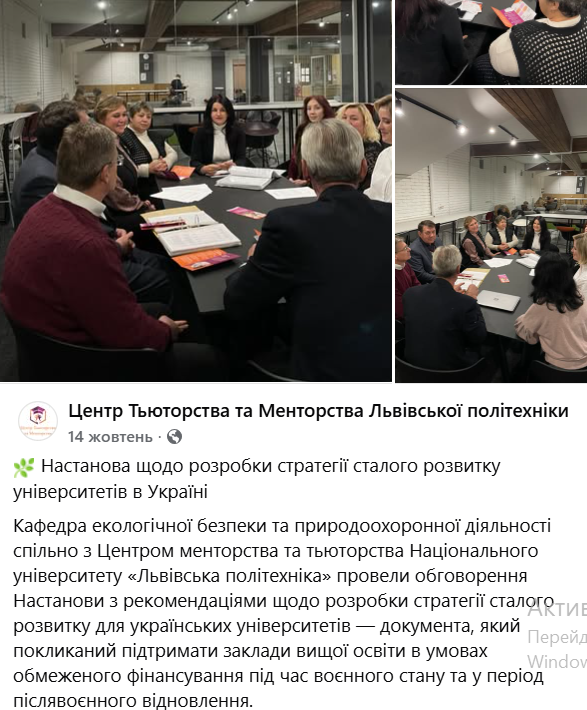 Центр Тьюторства та Менторства Львівської політехніки
14 жовтень ·
Настанова щодо розробки стратегії сталого розвитку
університетів в Україні
Кафедра екологічної безпеки та природоохоронної діяльності
спільно з Центром менторства та тьюторства Національного
університету «Львівська політехніка» провели обговорення
Настанови з рекомендаціями щодо розробки стратегії сталого
розвитку для українських університетів — документа, який
покликаний підтримати заклади вищої освіти в умовах
обмеженого фінансування під час воєнного стану та у період
післявоєнного відновлення.
Актив
Перейд
Window